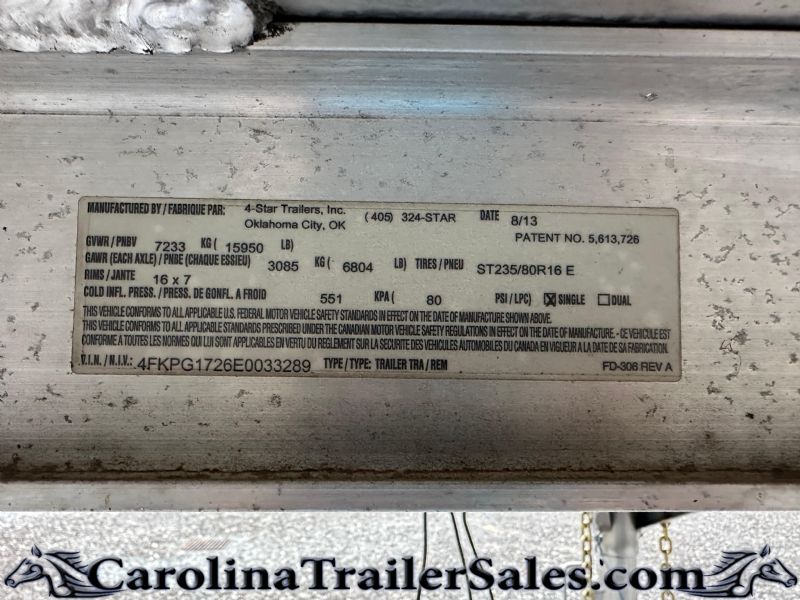 MANUFACTURED BY / FABRIQUE PAR: 4-Star Trailers, Inc. ( 405) 324-STAR DATE 8/13
Oklahoma City, OK PATENT NO. 5,613,726
GVWR / PNBV 7233 KG ( 15950 LB)
GAWR (EACH AXLE) / PNBE (CHAQUE ESSIEU) 3085 KG ( 6804 LB) TIRES / PNEU ST235/80R16 E
RIMS / JANTE 16 x 7
COLD INFL. PRESS. / PRESS. DE GONFL. A FROID 551 KPA ( 80 PSI / LPC) X SINGLE DUAL
THIS VEHICLE CONFORMS TO ALL APPLICABLE U.S. FEDERAL MOTOR VEHICLE SAFETY STANDARDS IN EFFECT ON THE DATE OF MANUFACTURE SHOWN ABOVE.
THIS VEHICLE CONFORMS TO ALL APPLICABLE STANDARDS PRESCRIBED UNDER THE CANADIAN MOTOR VEHICLE SAFETY REGULATIONS IN EFFECT ON THE DATE OF MANUFACTURE. - CE VEHICULE EST
CONFORME A TOUTES LES NORMES QUI LUI SONT APPLICABLES EN VERTU DU REGLEMENT SUR LA SECURITE DES VEHICULES AUTOMOBILES DU CANADA EN VIGUEUR A LA DATE DE SA FABRICATION.
V.I.N. / N.I.V.: 4FKPG1726E0033289 TYPE / TYPE: TRAILER TRA / REM FD-306 REV A
CarolinaTrailerSales.com